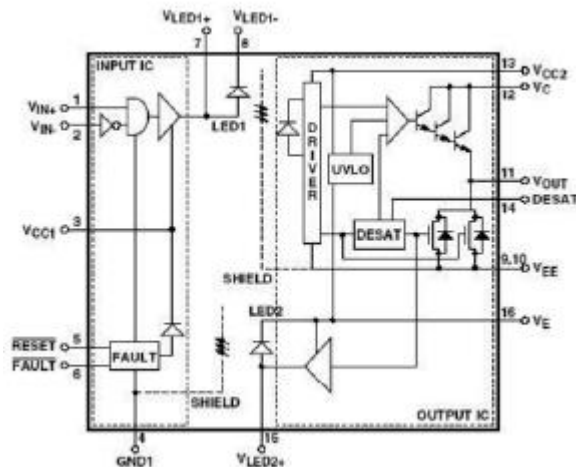 VLED1+ VLED1-
7 8
INPUT IC
13 VCC2
12 VC
VIN+ 1
VIN- 2
LED1
DRIVER
UVLO
11 VOUT
14 DESAT
DESAT
VCC1 3
9,10 VEE
SHIELD
LED2
16 VE
RESET 5
FAULT
FAULT 6
SHIELD
OUTPUT IC
4 15
GND1 VLED2+